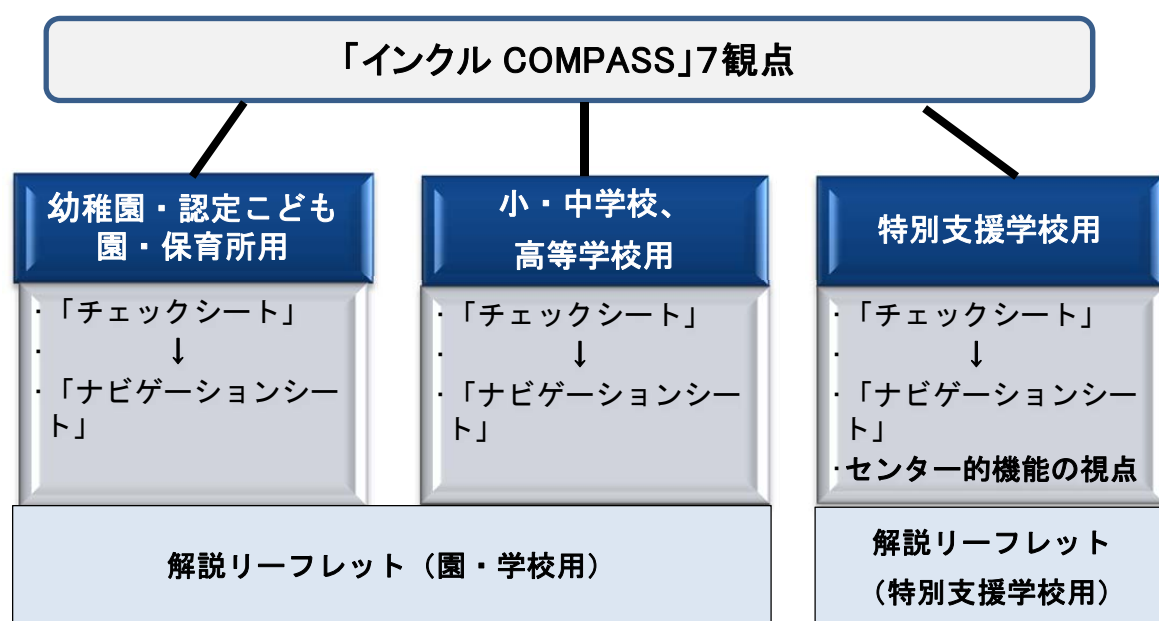 「インクル COMPASS」7観点
幼稚園・認定こども
園・保育所用
・「チェックシート」
・ ↓
・「ナビゲーションシー
ト」
小・中学校、
高等学校用
・「チェックシート」
・ ↓
・「ナビゲーションシー
ト」
特別支援学校用
・「チェックシート」
・ ↓
・「ナビゲーションシー
ト」
・センター的機能の視点
解説リーフレット（園・学校用）
解説リーフレット
（特別支援学校用）